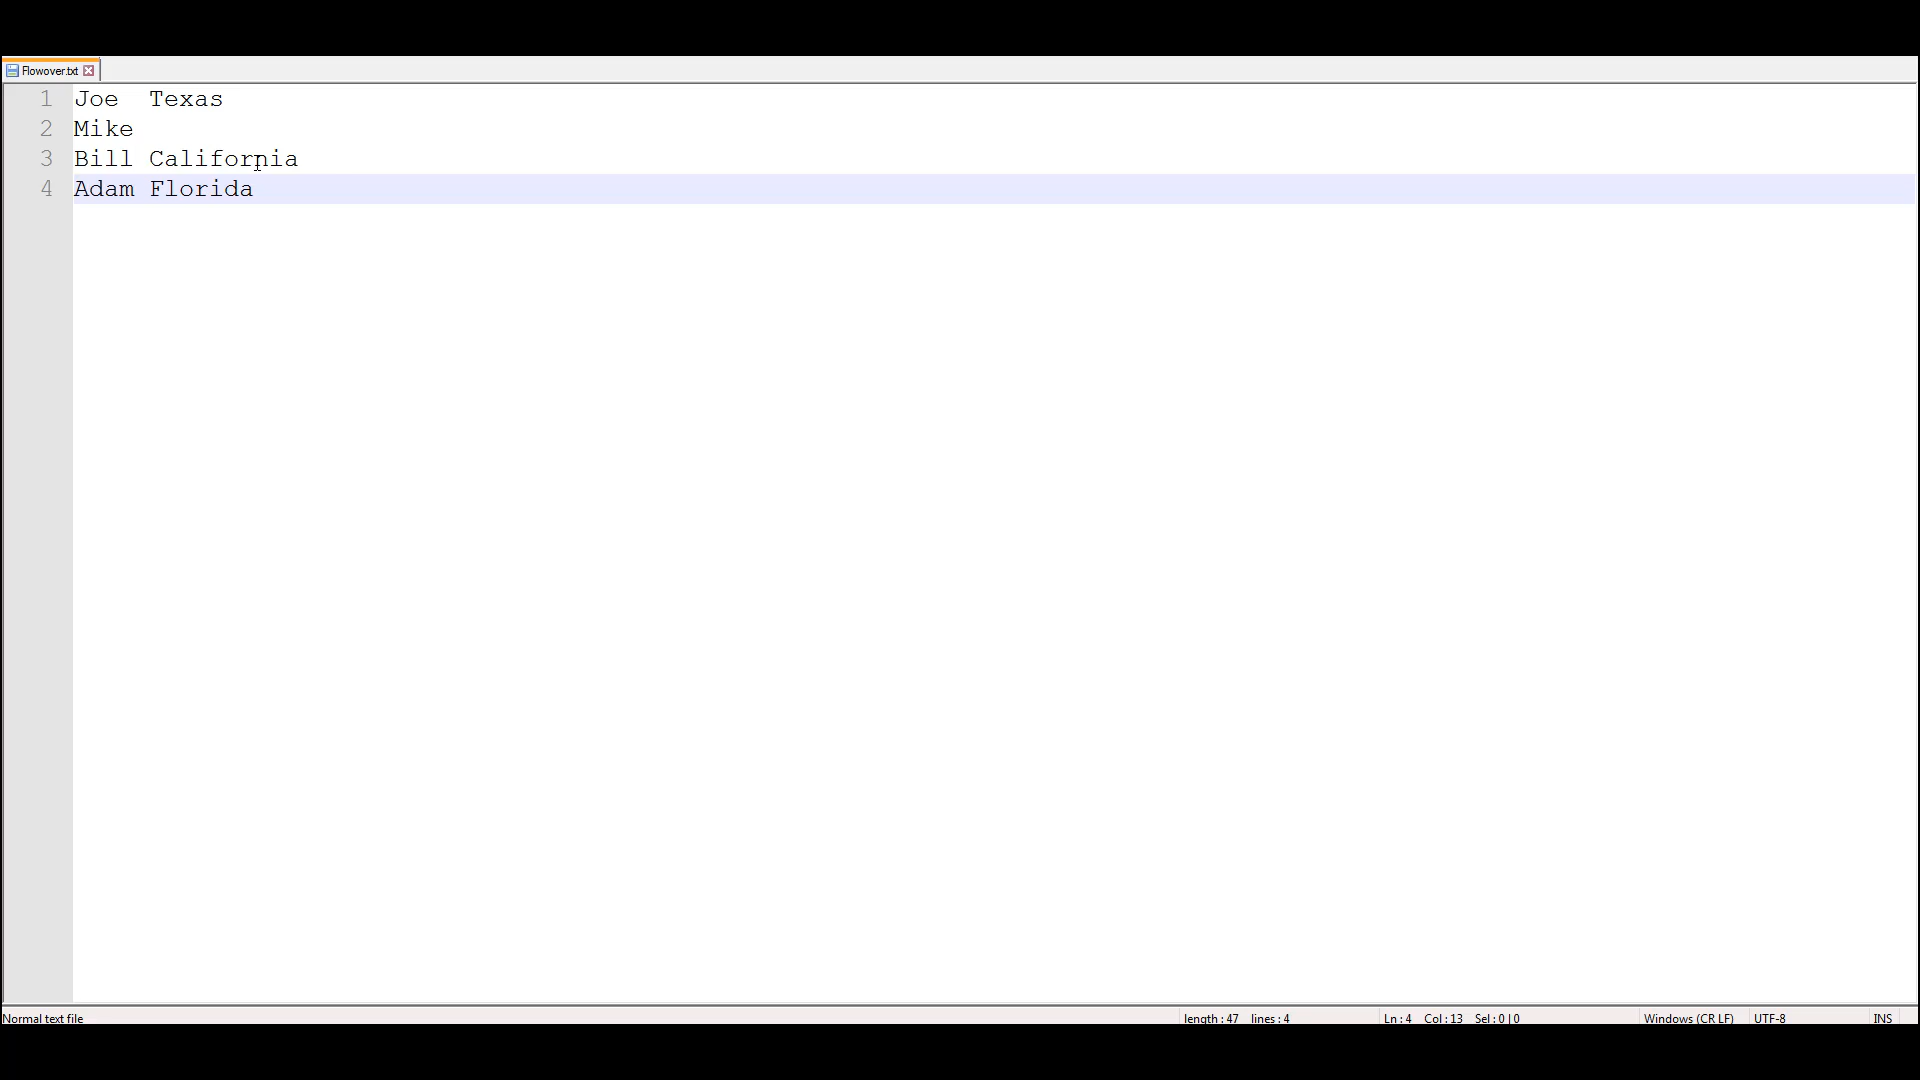 Flowover.txt
1 Joe  Texas
2 Mike
3 Bill California
4 Adam Florida
Normal text file length : 47 lines : 4 Ln : 4 Col : 13 Sel : 0 | 0 Windows (CR LF) UTF-8 INS